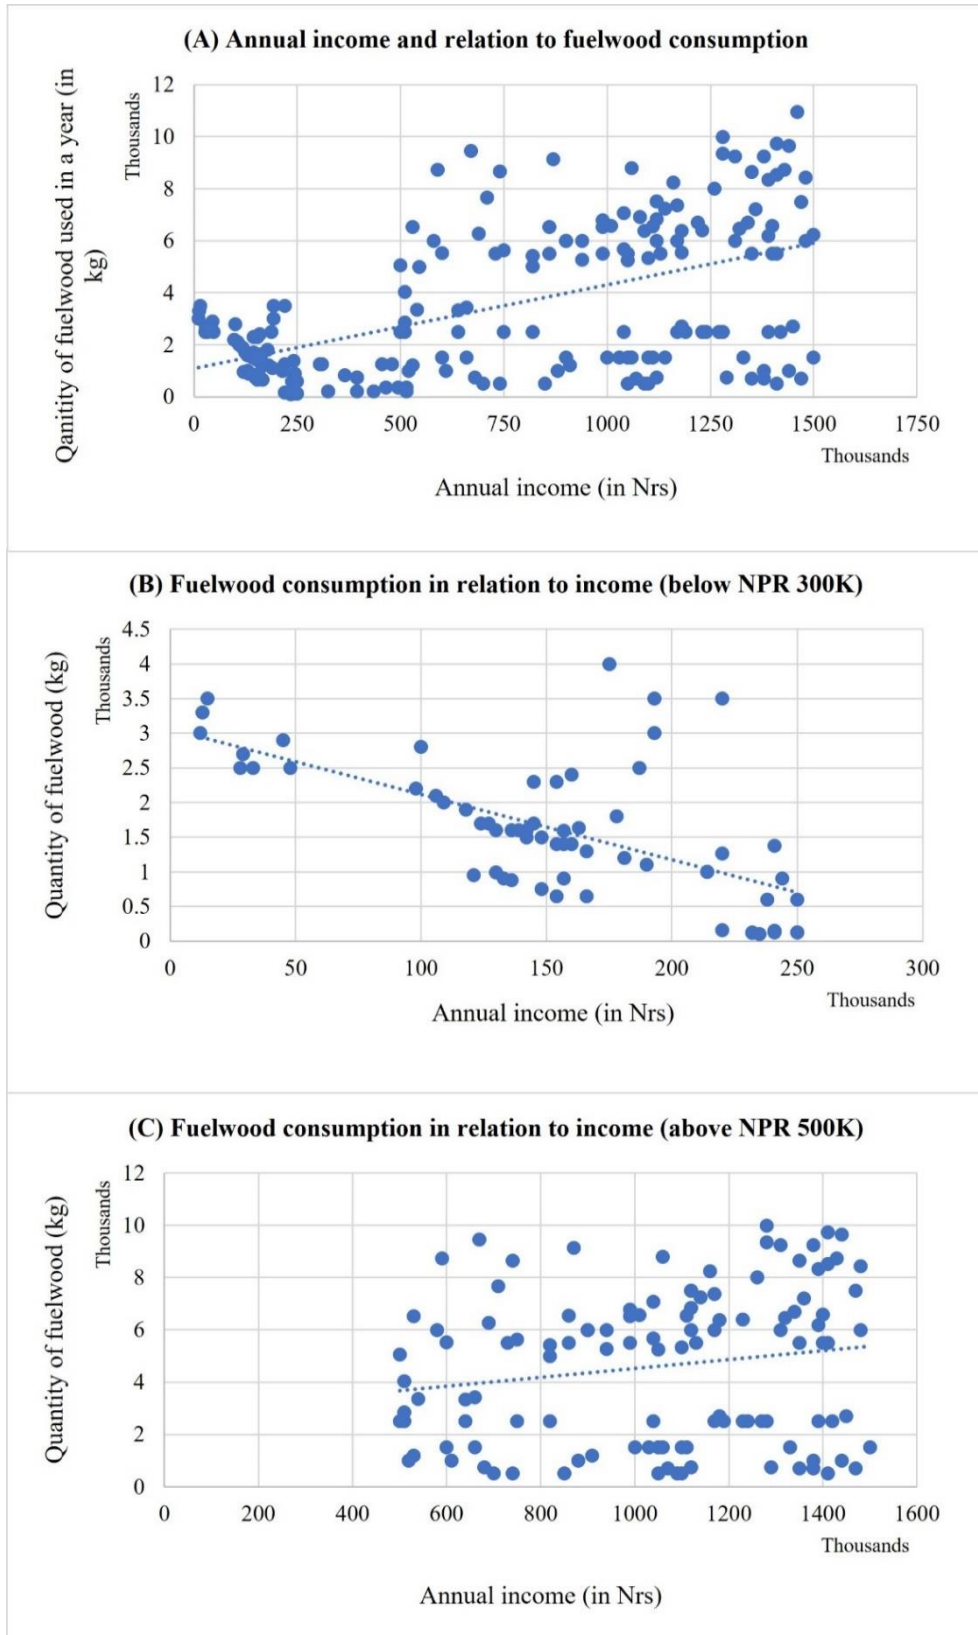 (A) Annual income and relation to fuelwood consumption
Qanitity of fuelwood used in a year (in
kg)
Thousands
12
10
8
6
4
2
0
0 250 500 750 1000 1250 1500 1750
Thousands
Annual income (in Nrs)
(B) Fuelwood consumption in relation to income (below NPR 300K)
Quantity of fuelwood (kg)
Thousands
4.5
4
3.5
3
2.5
2
1.5
1
0.5
0
0 50 100 150 200 250 300
Thousands
Annual income (in Nrs)
(C) Fuelwood consumption in relation to income (above NPR 500K)
Quantity of fuelwood (kg)
Thousands
12
10
8
6
4
2
0
0 200 400 600 800 1000 1200 1400 1600
Thousands
Annual income (in Nrs)